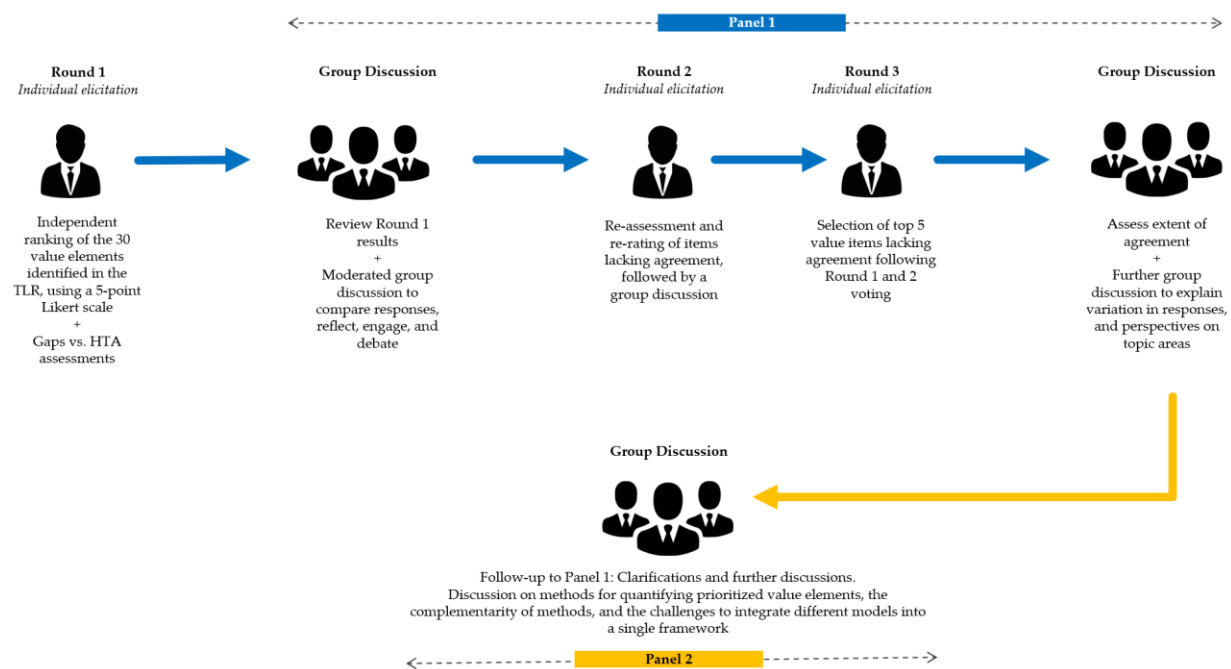 Panel 1
Round 1
Individual elicitation
Independent
ranking of the 30
value elements
identified in the
TLR, using a 5-point
Likert scale
+
Gaps vs. HTA
assessments
Group Discussion
Review Round 1
results
+
Moderated group
discussion to
compare responses,
reflect, engage, and
debate
Round 2
Individual elicitation
Re-assessment and
re-rating of items
lacking agreement,
followed by a
group discussion
Round 3
Individual elicitation
Selection of top 5
value items lacking
agreement following
Round 1 and 2
voting
Group Discussion
Assess extent of
agreement
+
Further group
discussion to explain
variation in responses,
and perspectives on
topic areas
Group Discussion
Follow-up to Panel 1: Clarifications and further discussions.
Discussion on methods for quantifying prioritized value elements, the
complementarity of methods, and the challenges to integrate different models into
a single framework
Panel 2